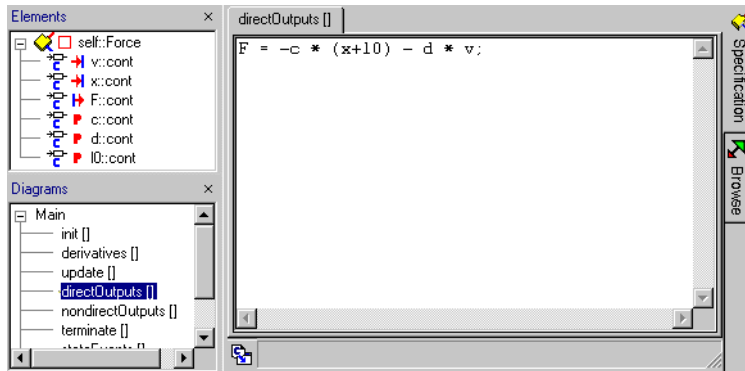 Elements
self::Force
v::cont
x::cont
F::cont
c::cont
d::cont
l0::cont
Diagrams
Main
init []
derivatives []
update []
directOutputs []
nondirectOutputs []
terminate []
stateEvents []
directOutputs []
F = -c * (x+l0) - d * v;
Specification
Browse